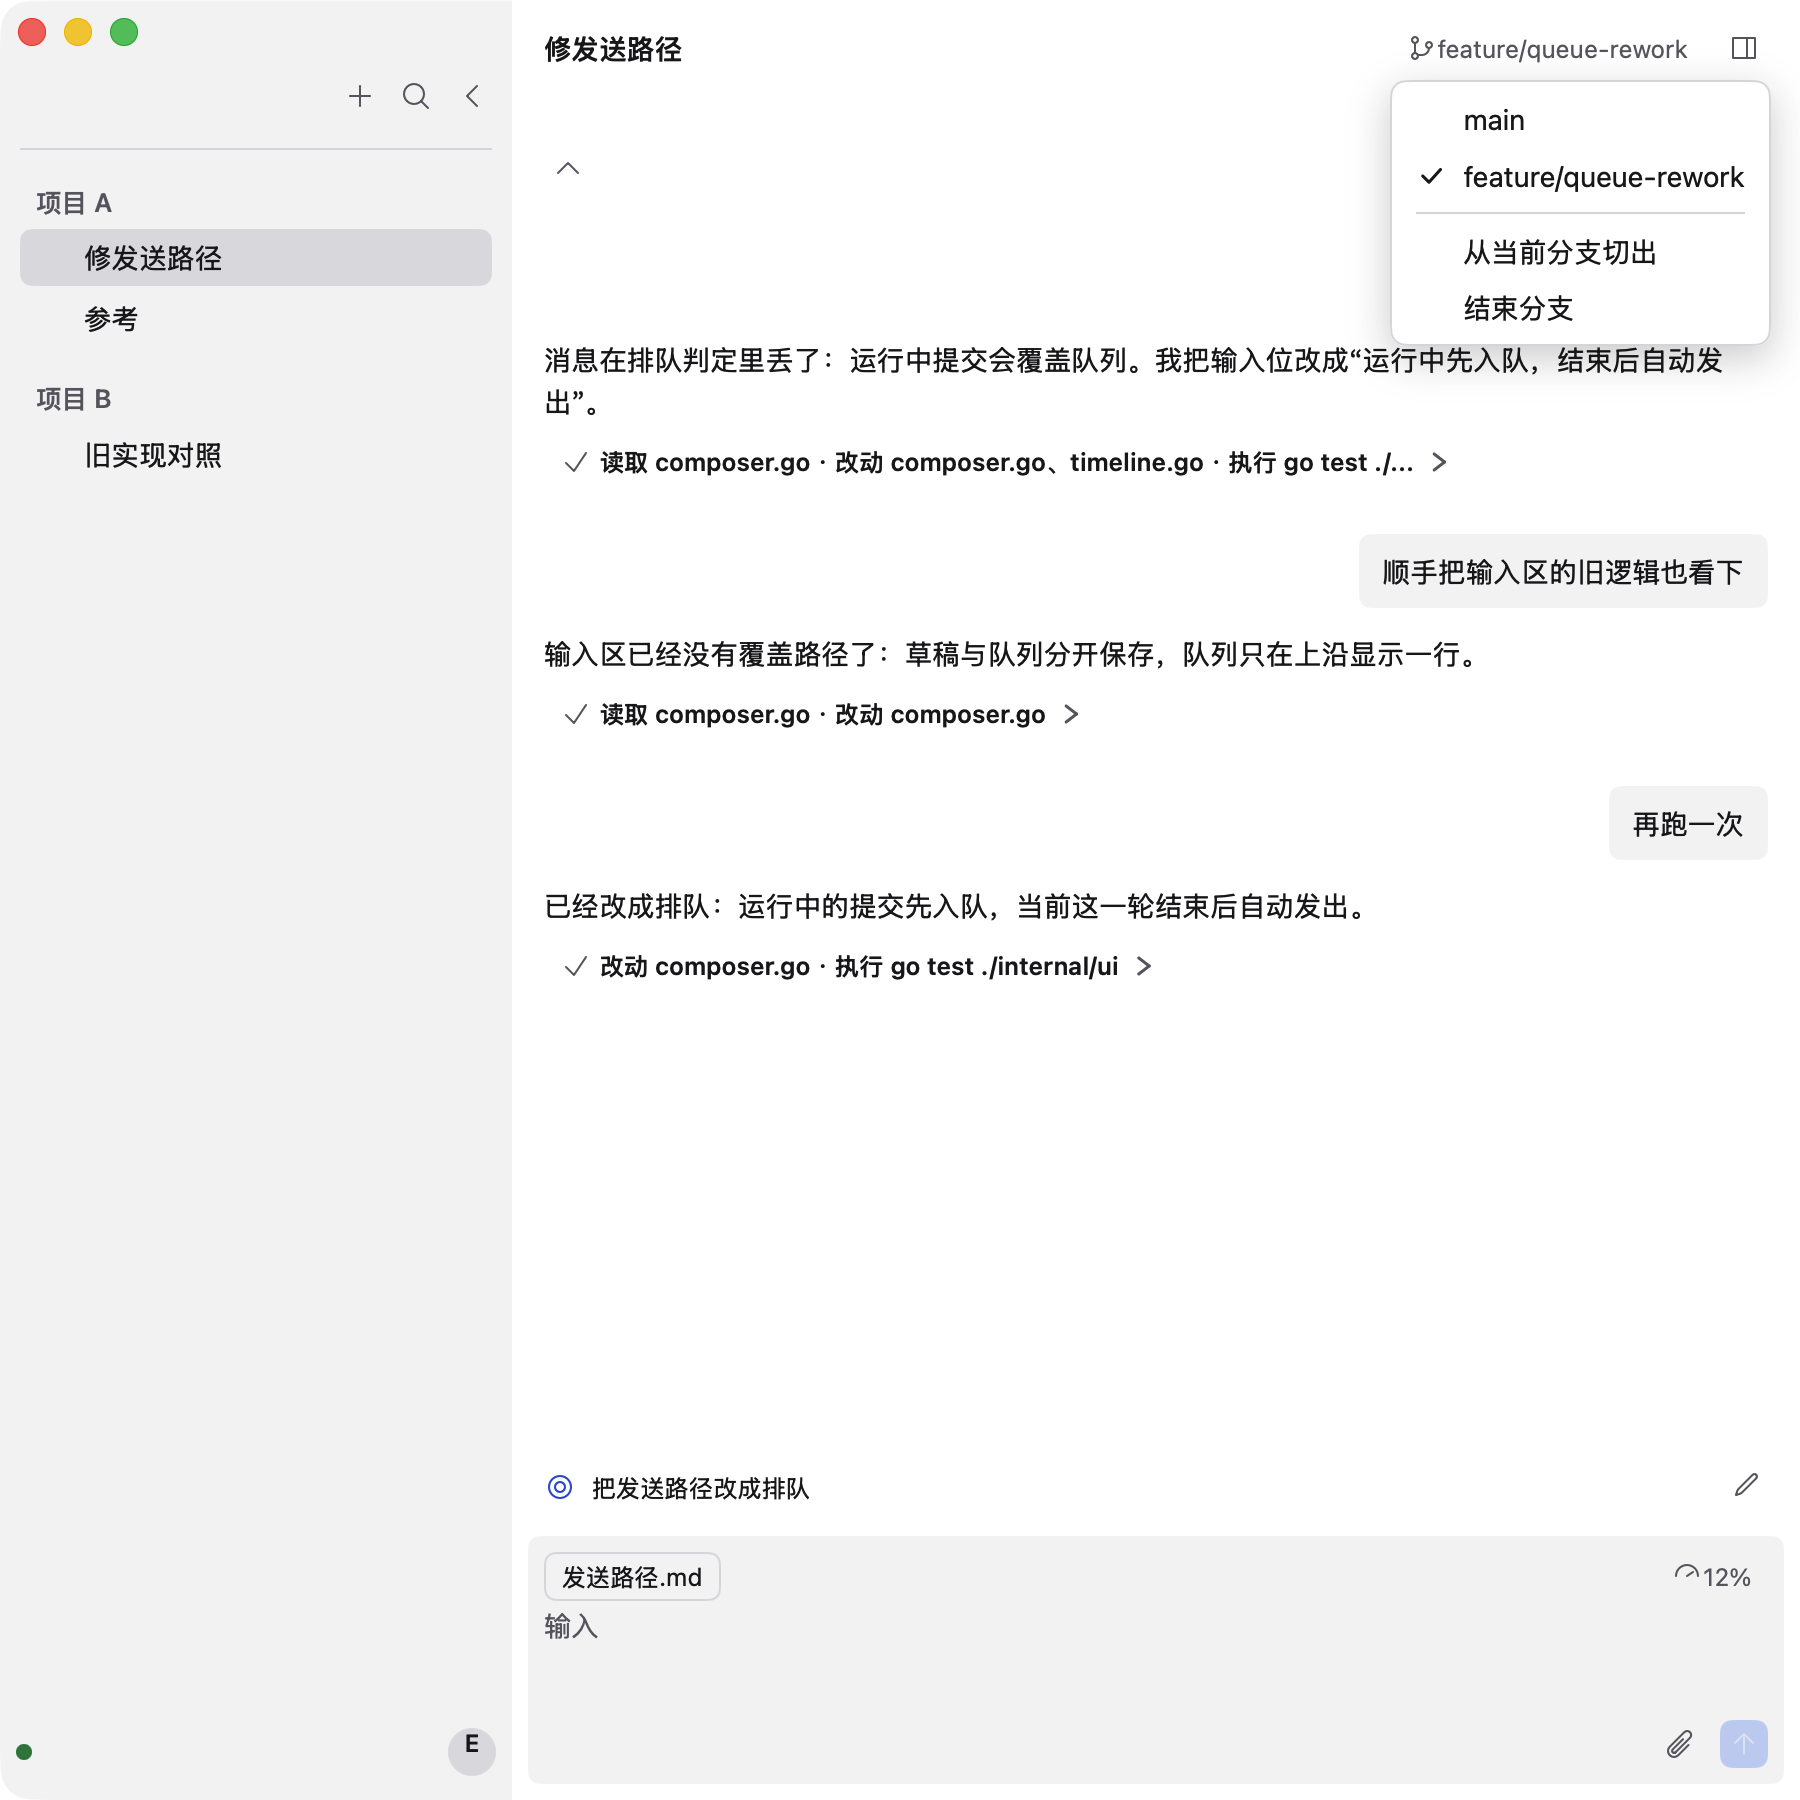 修发送路径
feature/queue-rework
main
feature/queue-rework
从当前分支切出
结束分支
项目 A
修发送路径
参考
项目 B
旧实现对照
消息在排队判定里丢了：运行中提交会覆盖队列。我把输入位改成“运行中先入队，结束后自动发
出”。
读取 composer.go · 改动 composer.go、timeline.go · 执行 go test ./...
顺手把输入区的旧逻辑也看下
输入区已经没有覆盖路径了：草稿与队列分开保存，队列只在上沿显示一行。
读取 composer.go · 改动 composer.go
再跑一次
已经改成排队：运行中的提交先入队，当前这一轮结束后自动发出。
改动 composer.go · 执行 go test ./internal/ui
把发送路径改成排队
发送路径.md
12%
输入
E